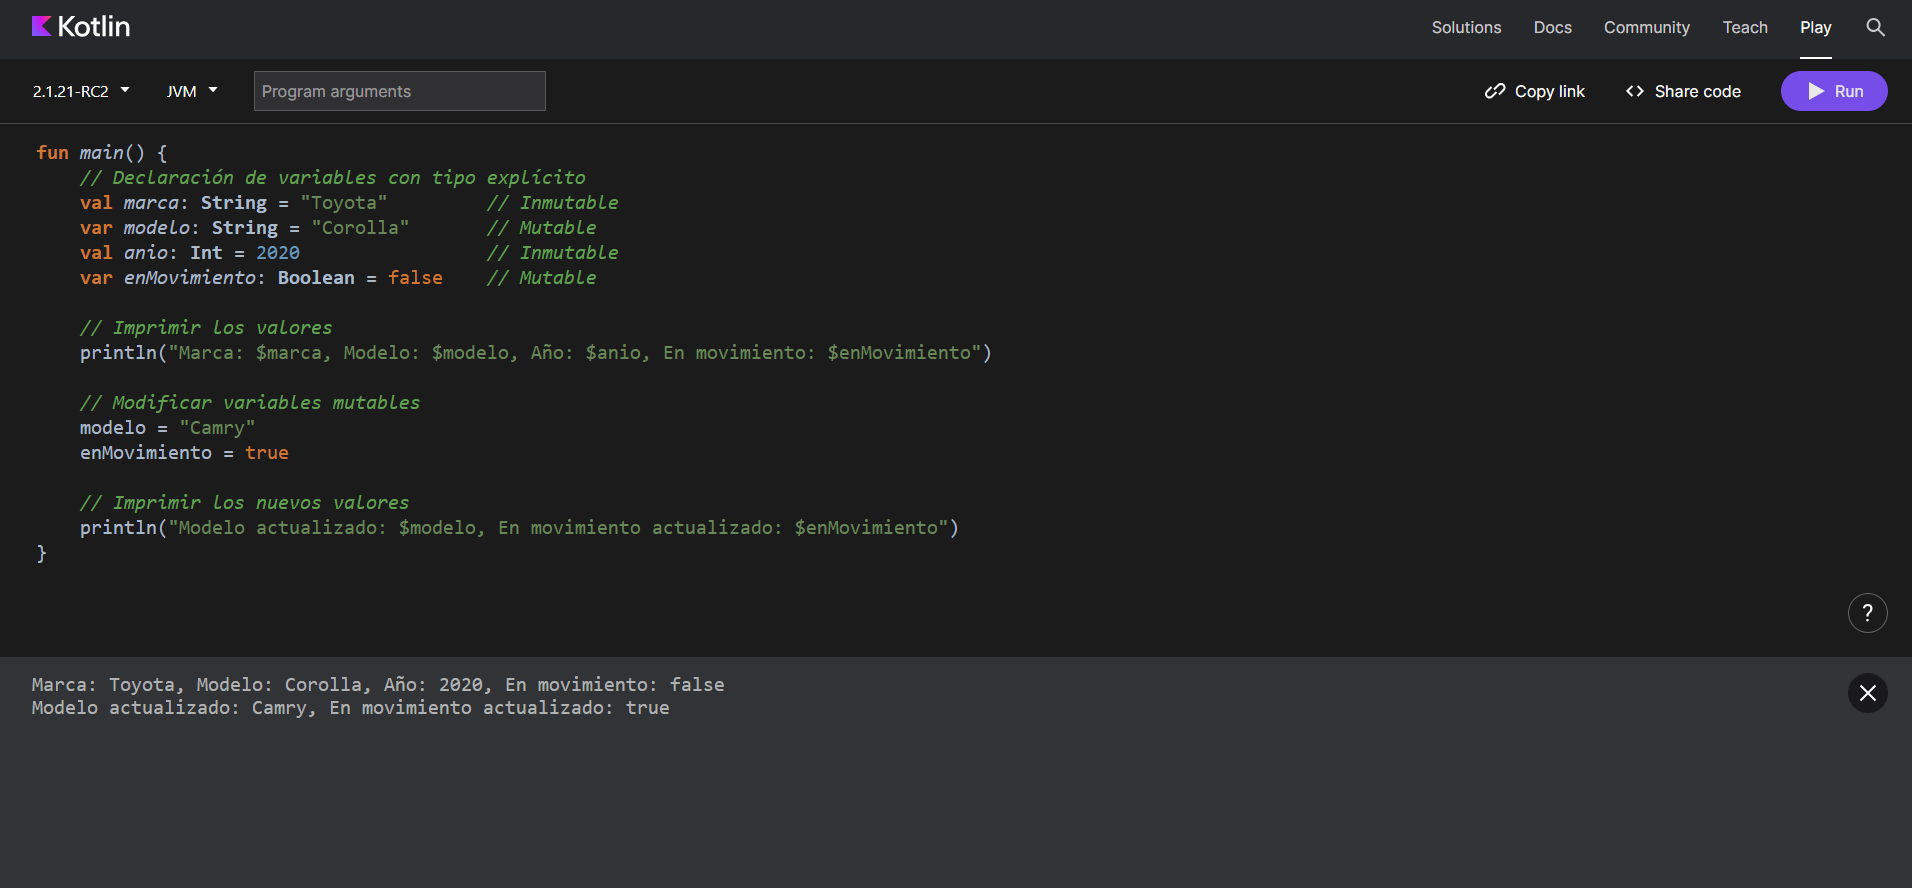 Kotlin
Solutions Docs Community Teach Play
2.1.21-RC2 JVM Program arguments Copy link Share code Run
fun main() {
    // Declaración de variables con tipo explícito
    val marca: String = "Toyota"         // Inmutable
    var modelo: String = "Corolla"       // Mutable
    val anio: Int = 2020                 // Inmutable
    var enMovimiento: Boolean = false    // Mutable

    // Imprimir los valores
    println("Marca: $marca, Modelo: $modelo, Año: $anio, En movimiento: $enMovimiento")

    // Modificar variables mutables
    modelo = "Camry"
    enMovimiento = true

    // Imprimir los nuevos valores
    println("Modelo actualizado: $modelo, En movimiento actualizado: $enMovimiento")
}
?
Marca: Toyota, Modelo: Corolla, Año: 2020, En movimiento: false
Modelo actualizado: Camry, En movimiento actualizado: true